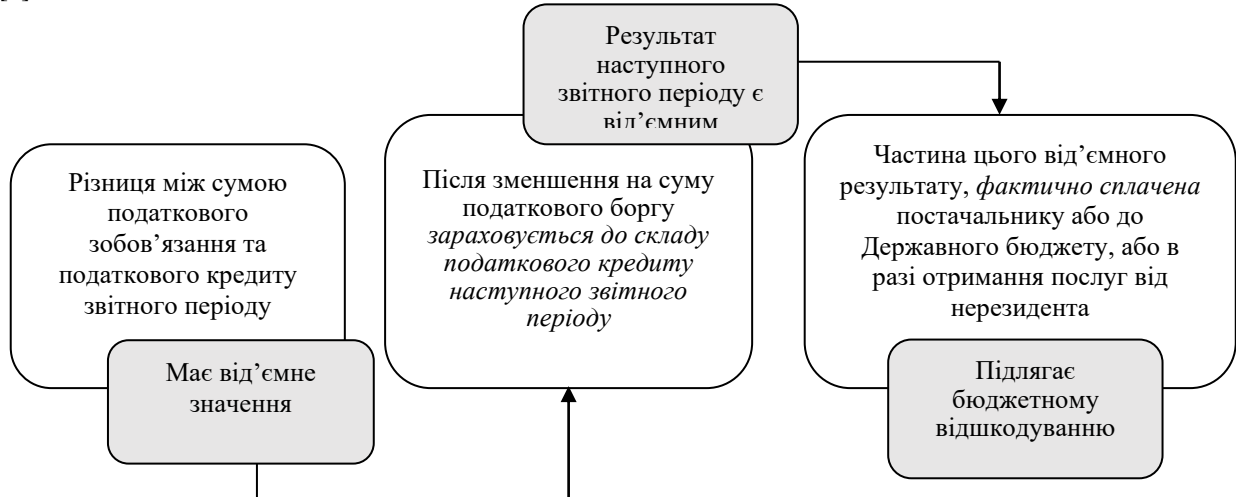 Різниця між сумою
податкового
зобов’язання та
податкового кредиту
звітного періоду
Має від’ємне
значення
Після зменшення на суму
податкового боргу
зараховується до складу
податкового кредиту
наступного звітного
періоду
Результат
наступного
звітного періоду є
від’ємним
Частина цього від’ємного
результату, фактично сплачена
постачальнику або до
Державного бюджету, або в
разі отримання послуг від
нерезидента
Підлягає
бюджетному
відшкодуванню